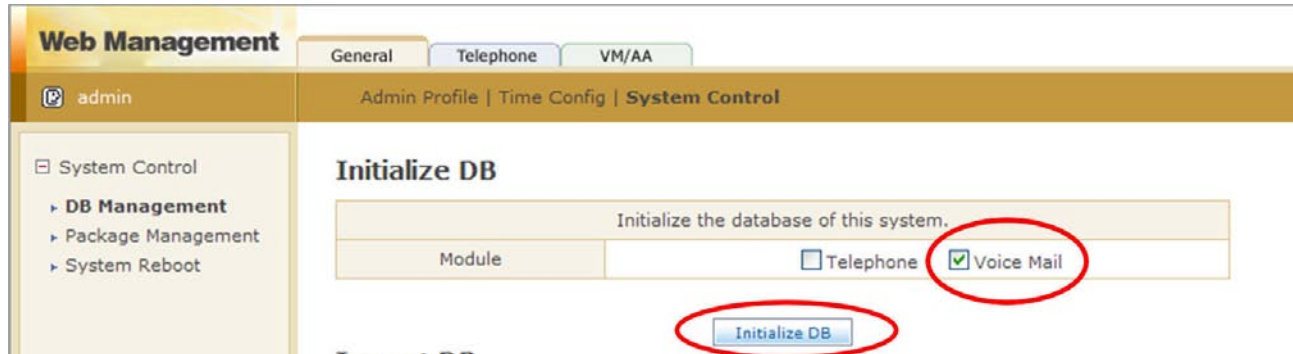 Web Management
General Telephone VM/AA
admin
Admin Profile | Time Config | System Control
System Control
DB Management
Package Management
System Reboot
Initialize DB
Initialize the database of this system.
Module Telephone Voice Mail
Initialize DB